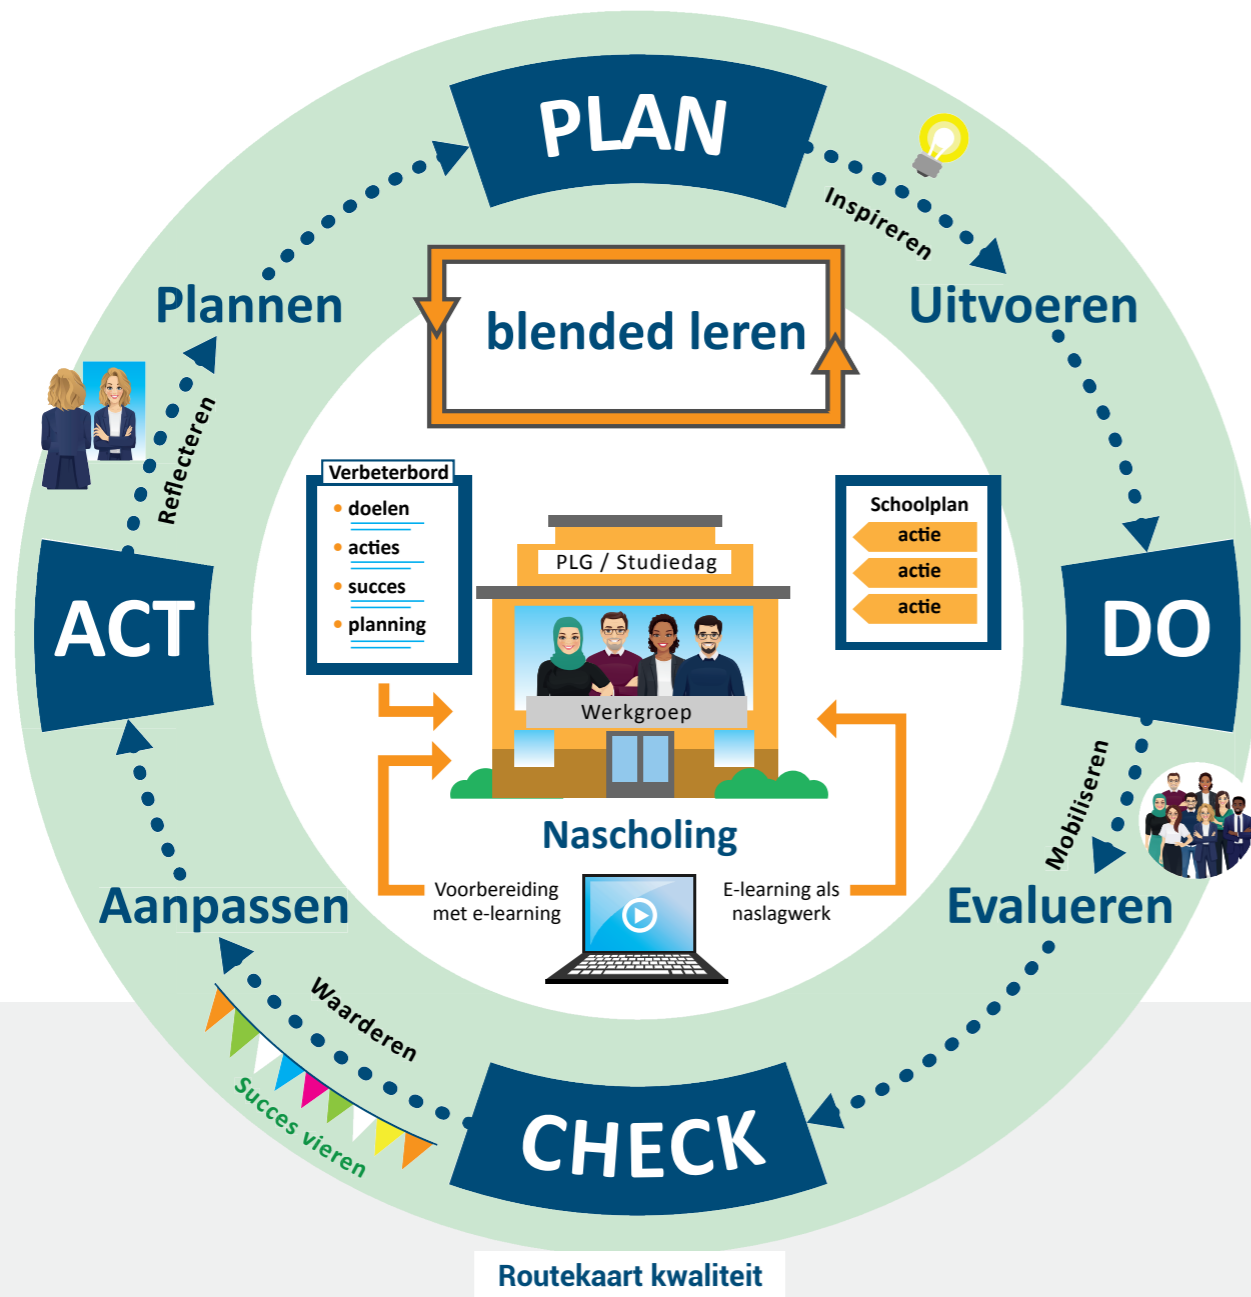 PLAN
Inspireren
Plannen
Uitvoeren
blended leren
Reflecteren
Verbeterbord
• doelen
• acties
• succes
• planning
Schoolplan
actie
actie
actie
PLG / Studiedag
Werkgroep
ACT
DO
Mobiliseren
Nascholing
Voorbereiding
met e-learning
E-learning als
naslagwerk
Aanpassen
Evalueren
Waarderen
Succes vieren
CHECK
Routekaart kwaliteit